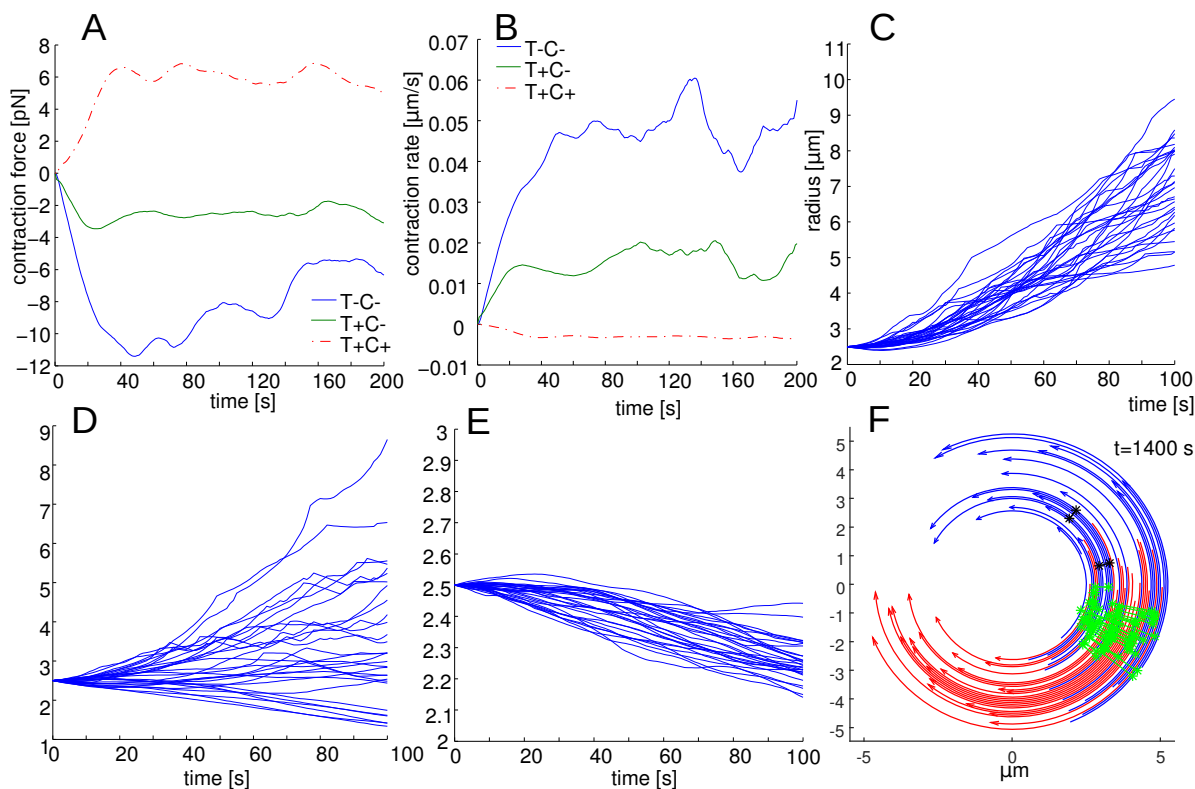 A
contraction force [pN]
8
6
4
2
0
−2
−4
−6
−8
−10
−12
0 40 80 120 160 200
time [s]
T-C-
T+C-
T+C+
B
contraction rate [µm/s]
0.07
0.06
0.05
0.04
0.03
0.02
0.01
0
−0.01
0 40 80 120 160 200
time [s]
T-C-
T+C-
T+C+
C
radius [µm]
11
10
9
8
7
6
5
4
3
2
0 20 40 60 80 100
time [s]
D
9
8
7
6
5
4
3
2
1
0 20 40 60 80 100
time [s]
E
3
2.9
2.8
2.7
2.6
2.5
2.4
2.3
2.2
2.1
2
0 20 40 60 80 100
time [s]
F
t=1400 s
5
4
3
2
1
0
-1
-2
-3
-4
-5
-5 0 5
µm